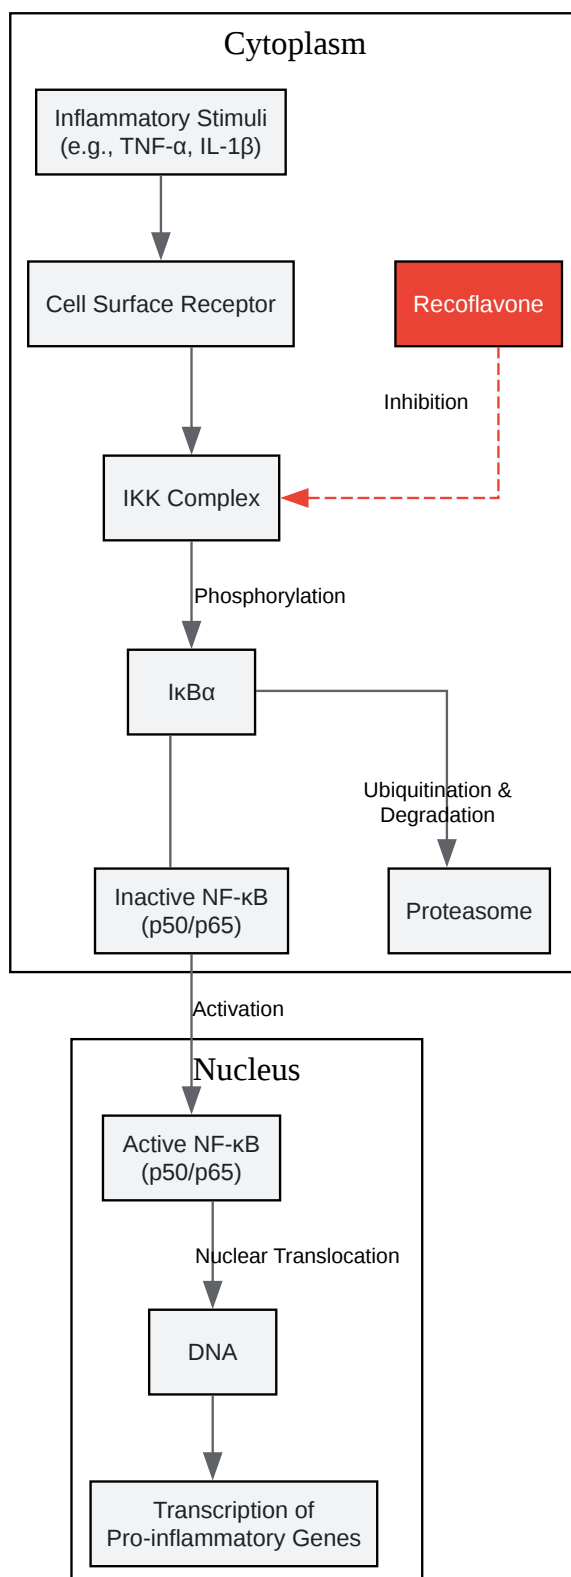 Cytoplasm
Inflammatory Stimuli
(e.g., TNF-α, IL-1β)
Cell Surface Receptor
Recoflavone
Inhibition
IKK Complex
Phosphorylation
IκBα
Ubiquitination &
Degradation
Inactive NF-κB
(p50/p65)
Proteasome
Activation
Nucleus
Active NF-κB
(p50/p65)
Nuclear Translocation
DNA
Transcription of
Pro-inflammatory Genes